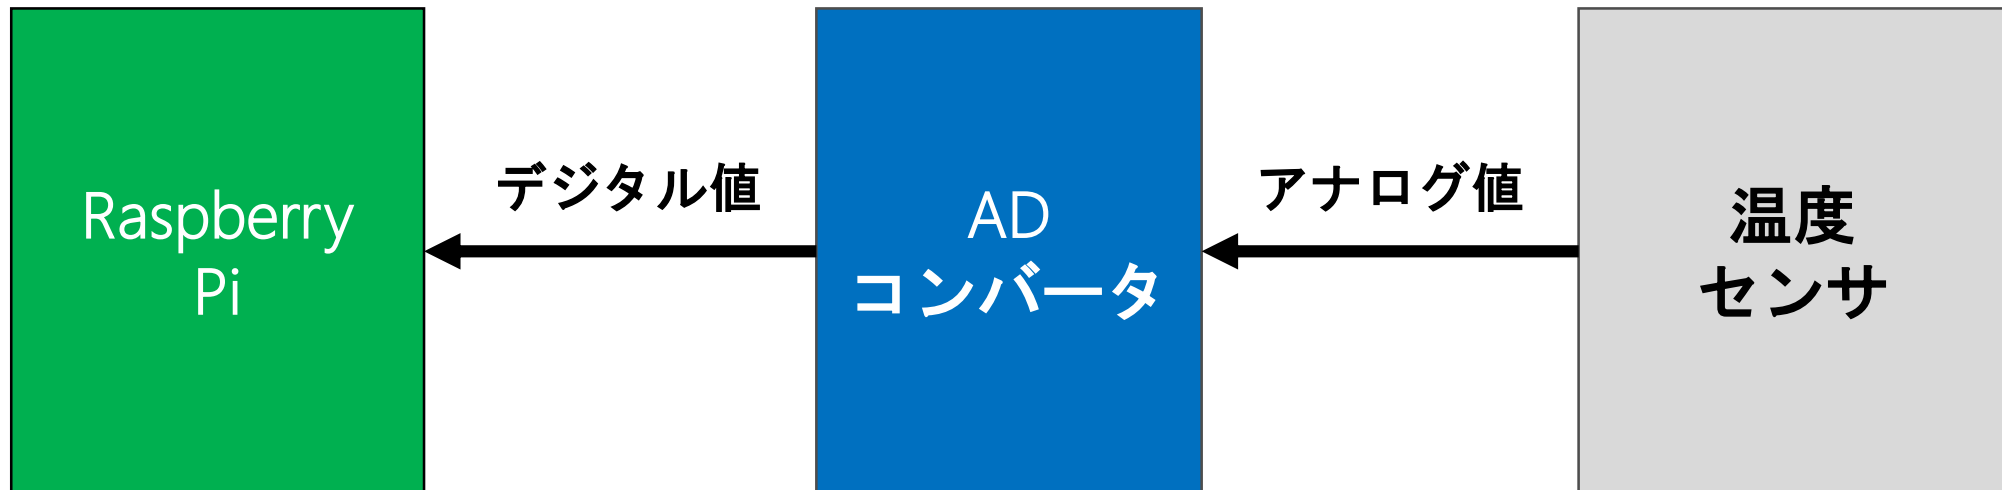 Raspberry
Pi
デジタル値
AD
コンバータ
アナログ値
温度
センサ